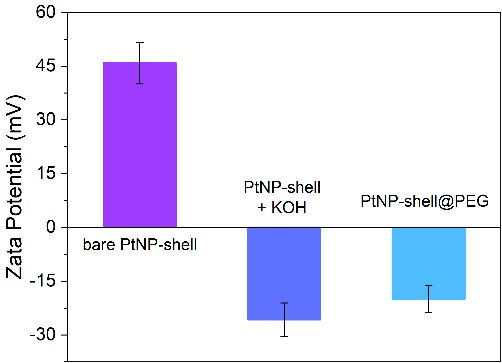 Zata Potential (mV)
60
45
30
15
0
-15
-30
bare PtNP-shell
PtNP-shell
+ KOH
PtNP-shell@PEG